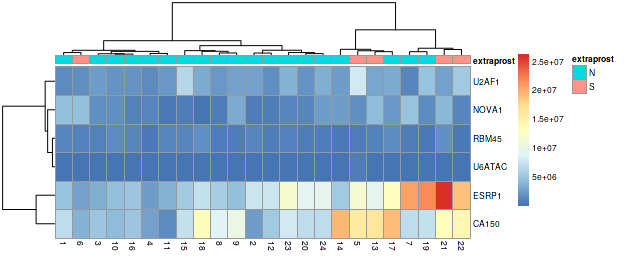 extraprost
U2AF1
NOVA1
RBM45
U6ATAC
ESRP1
CA150
1 6 3 10 16 4 11 15 18 8 9 2 12 23 20 24 14 5 13 17 7 19 21 22
2.5e+07
2e+07
1.5e+07
1e+07
5e+06
extraprost
N
S